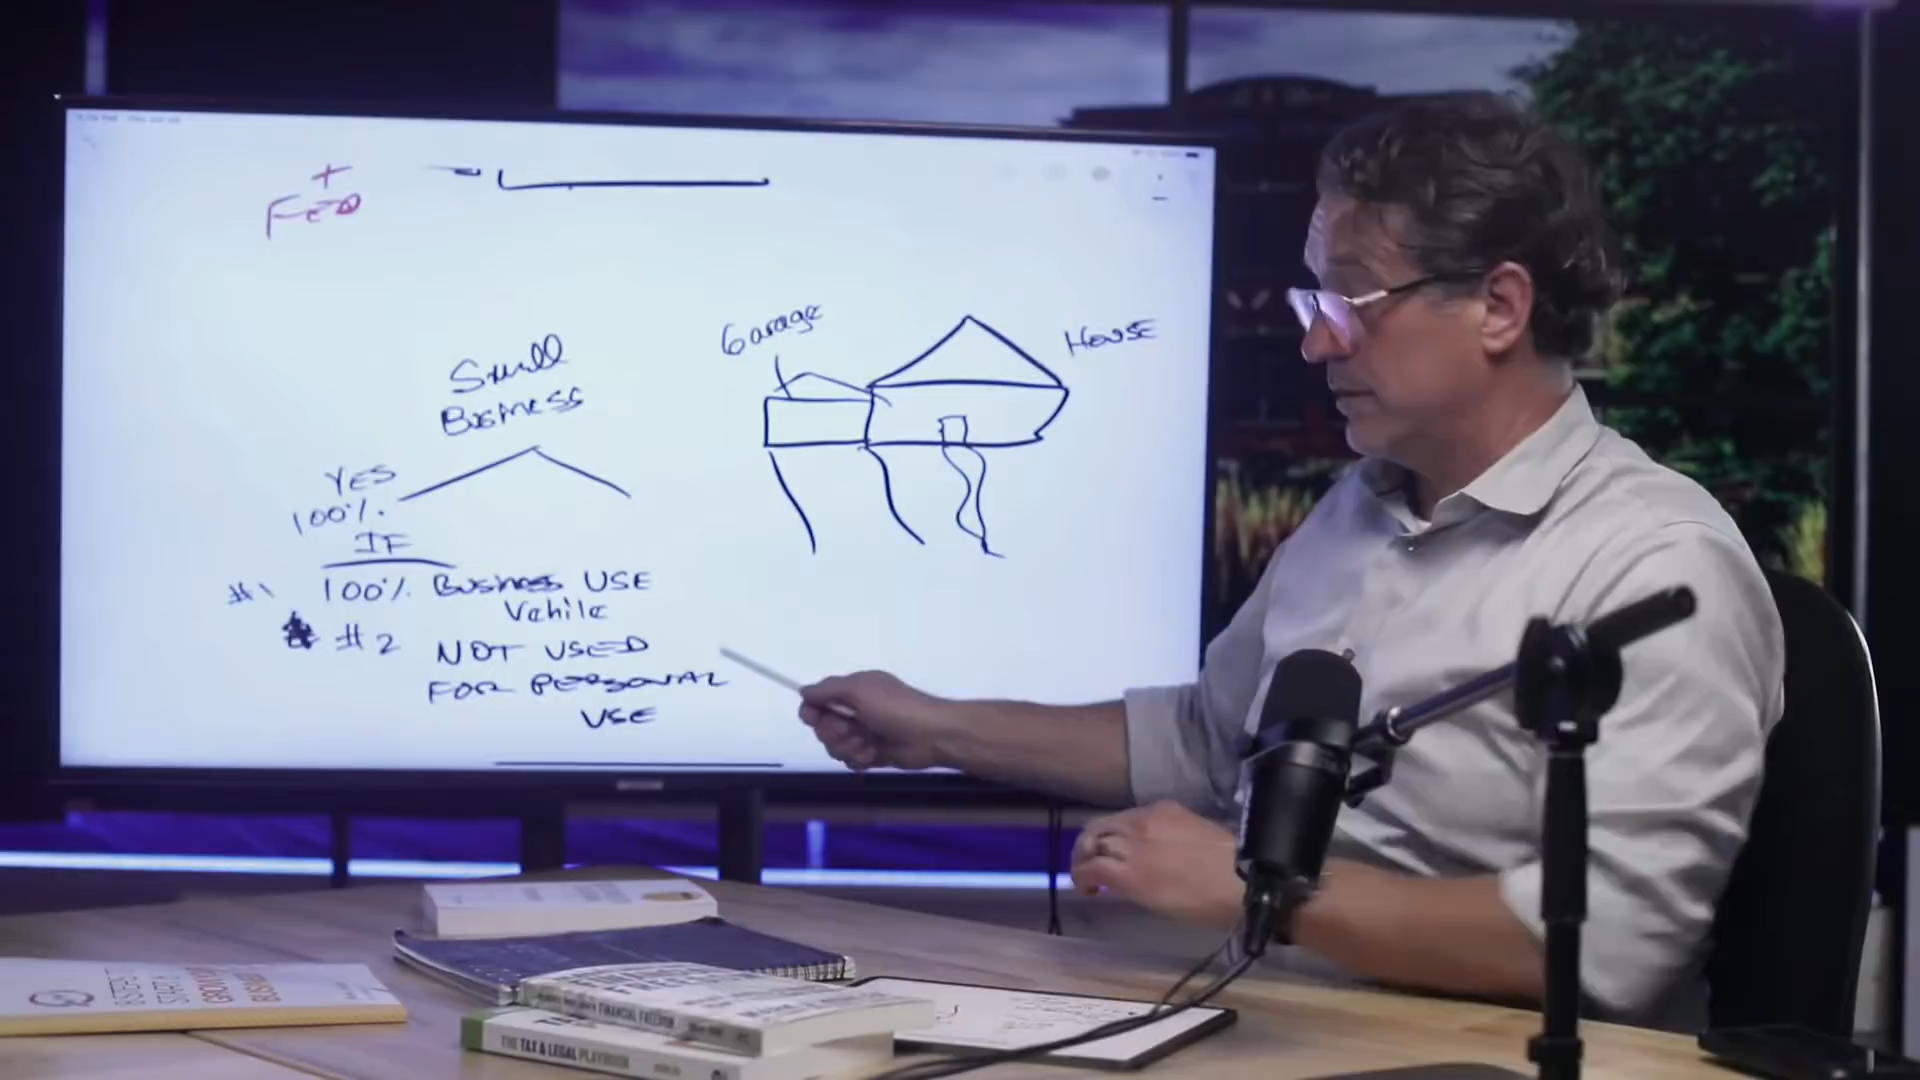 +
FED
Small
Business
YES
100%
IF
#1 100% Business USE
Vehile
#2 NOT USED
FOR PERSONAL
USE
Garage
House
FINANCIAL FREEDOM
THE TAX & LEGAL PLAYBOOK